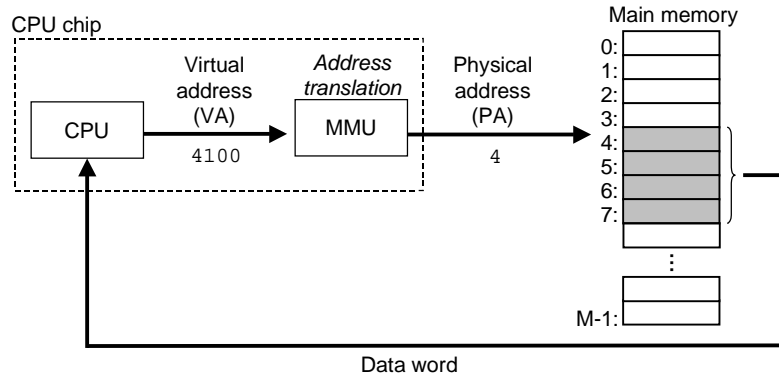 CPU chip
Main memory
Virtual
address
(VA)
Address
translation
Physical
address
(PA)
CPU
MMU
4100
4
0:
1:
2:
3:
4:
5:
6:
7:
...
M-1:
Data word